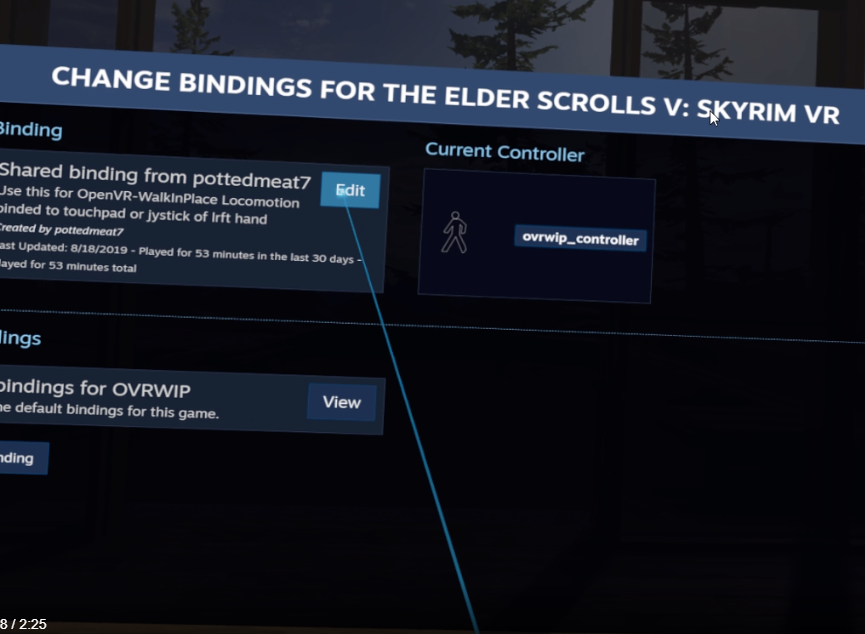 CHANGE BINDINGS FOR THE ELDER SCROLLS V: SKYRIM VR
Binding
Current Controller
Shared binding from pottedmeat7
Edit
Use this for OpenVR-WalkInPlace Locomotion
binded to touchpad or jystick of lrft hand
Created by pottedmeat7
ast Updated: 8/18/2019 - Played for 53 minutes in the last 30 days -
layed for 53 minutes total
ovrwip_controller
lings
bindings for OVRWIP
View
he default bindings for this game.
nding
8 / 2:25